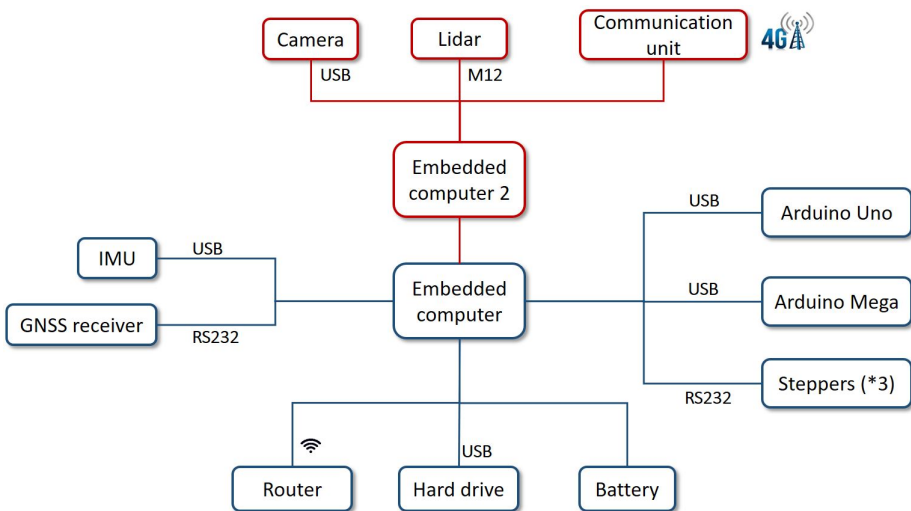 Camera
Lidar
Communication
unit
4G
USB
M12
Embedded
computer 2
USB
Arduino Uno
IMU
USB
Embedded
computer
USB
Arduino Mega
GNSS receiver
RS232
Steppers (*3)
RS232
USB
Router
Hard drive
Battery